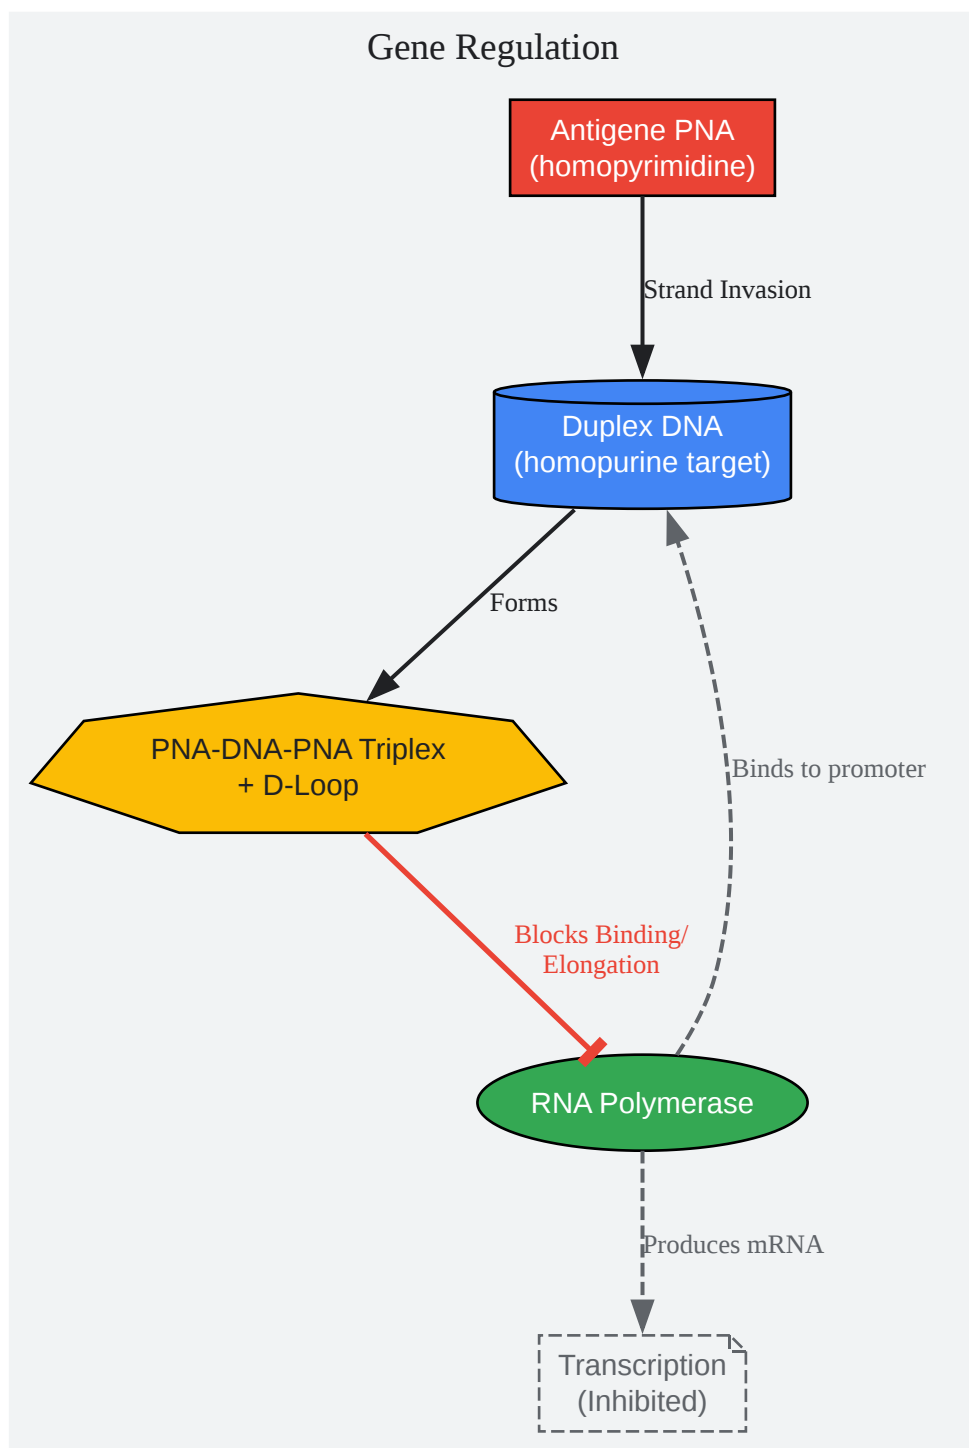 Gene Regulation
Antigene PNA
(homopyrimidine)
Strand Invasion
Duplex DNA
(homopurine target)
Forms
PNA-DNA-PNA Triplex
+ D-Loop
Binds to promoter
Blocks Binding/
Elongation
RNA Polymerase
Produces mRNA
Transcription
(Inhibited)